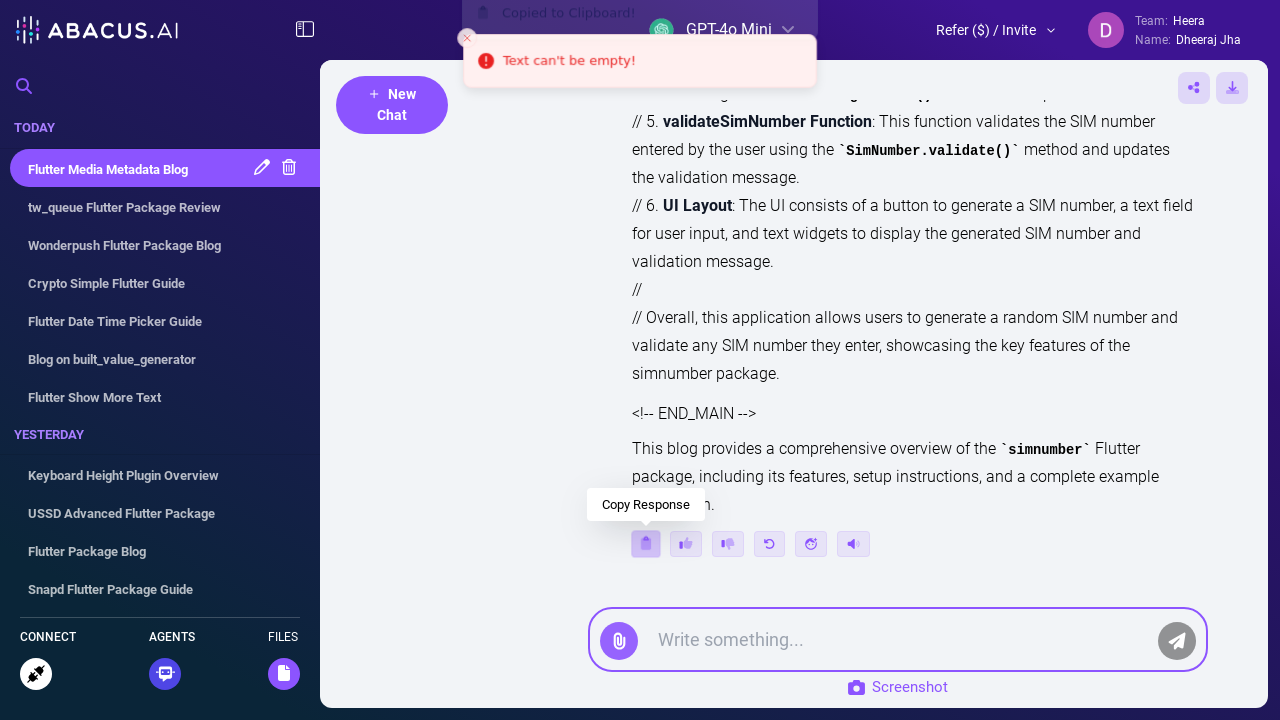 ABACUS.AI
Copied to Clipboard!
GPT-4o Mini
Text can't be empty!
Refer ($) / Invite
D
Team: Heera
Name: Dheeraj Jha
TODAY
Flutter Media Metadata Blog
tw_queue Flutter Package Review
Wonderpush Flutter Package Blog
Crypto Simple Flutter Guide
Flutter Date Time Picker Guide
Blog on built_value_generator
Flutter Show More Text
YESTERDAY
Keyboard Height Plugin Overview
USSD Advanced Flutter Package
Flutter Package Blog
Snapd Flutter Package Guide
CONNECT
AGENTS
FILES
+ New
Chat
// 5. validateSimNumber Function: This function validates the SIM number
entered by the user using the `SimNumber.validate()` method and updates
the validation message.
// 6. UI Layout: The UI consists of a button to generate a SIM number, a text field
for user input, and text widgets to display the generated SIM number and
validation message.
//
// Overall, this application allows users to generate a random SIM number and
validate any SIM number they enter, showcasing the key features of the
simnumber package.
<!-- END_MAIN -->
This blog provides a comprehensive overview of the `simnumber` Flutter
package, including its features, setup instructions, and a complete example
n.
Copy Response
Write something...
Screenshot